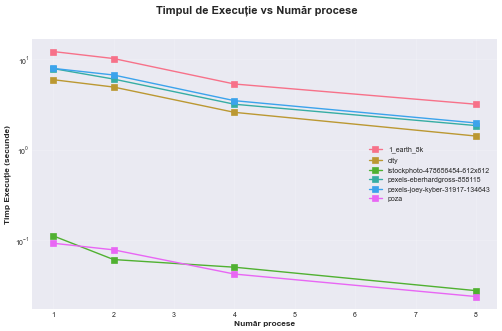 Timpul de Execuție vs Număr procese
Timp Execuție (secunde)
10¹
10⁰
10⁻¹
1_earth_8k
city
istockphoto-478656454-612x612
pexels-eberhardgross-858115
pexels-joey-kyber-31917-134643
poza
1 2 3 4 5 6 7 8
Număr procese